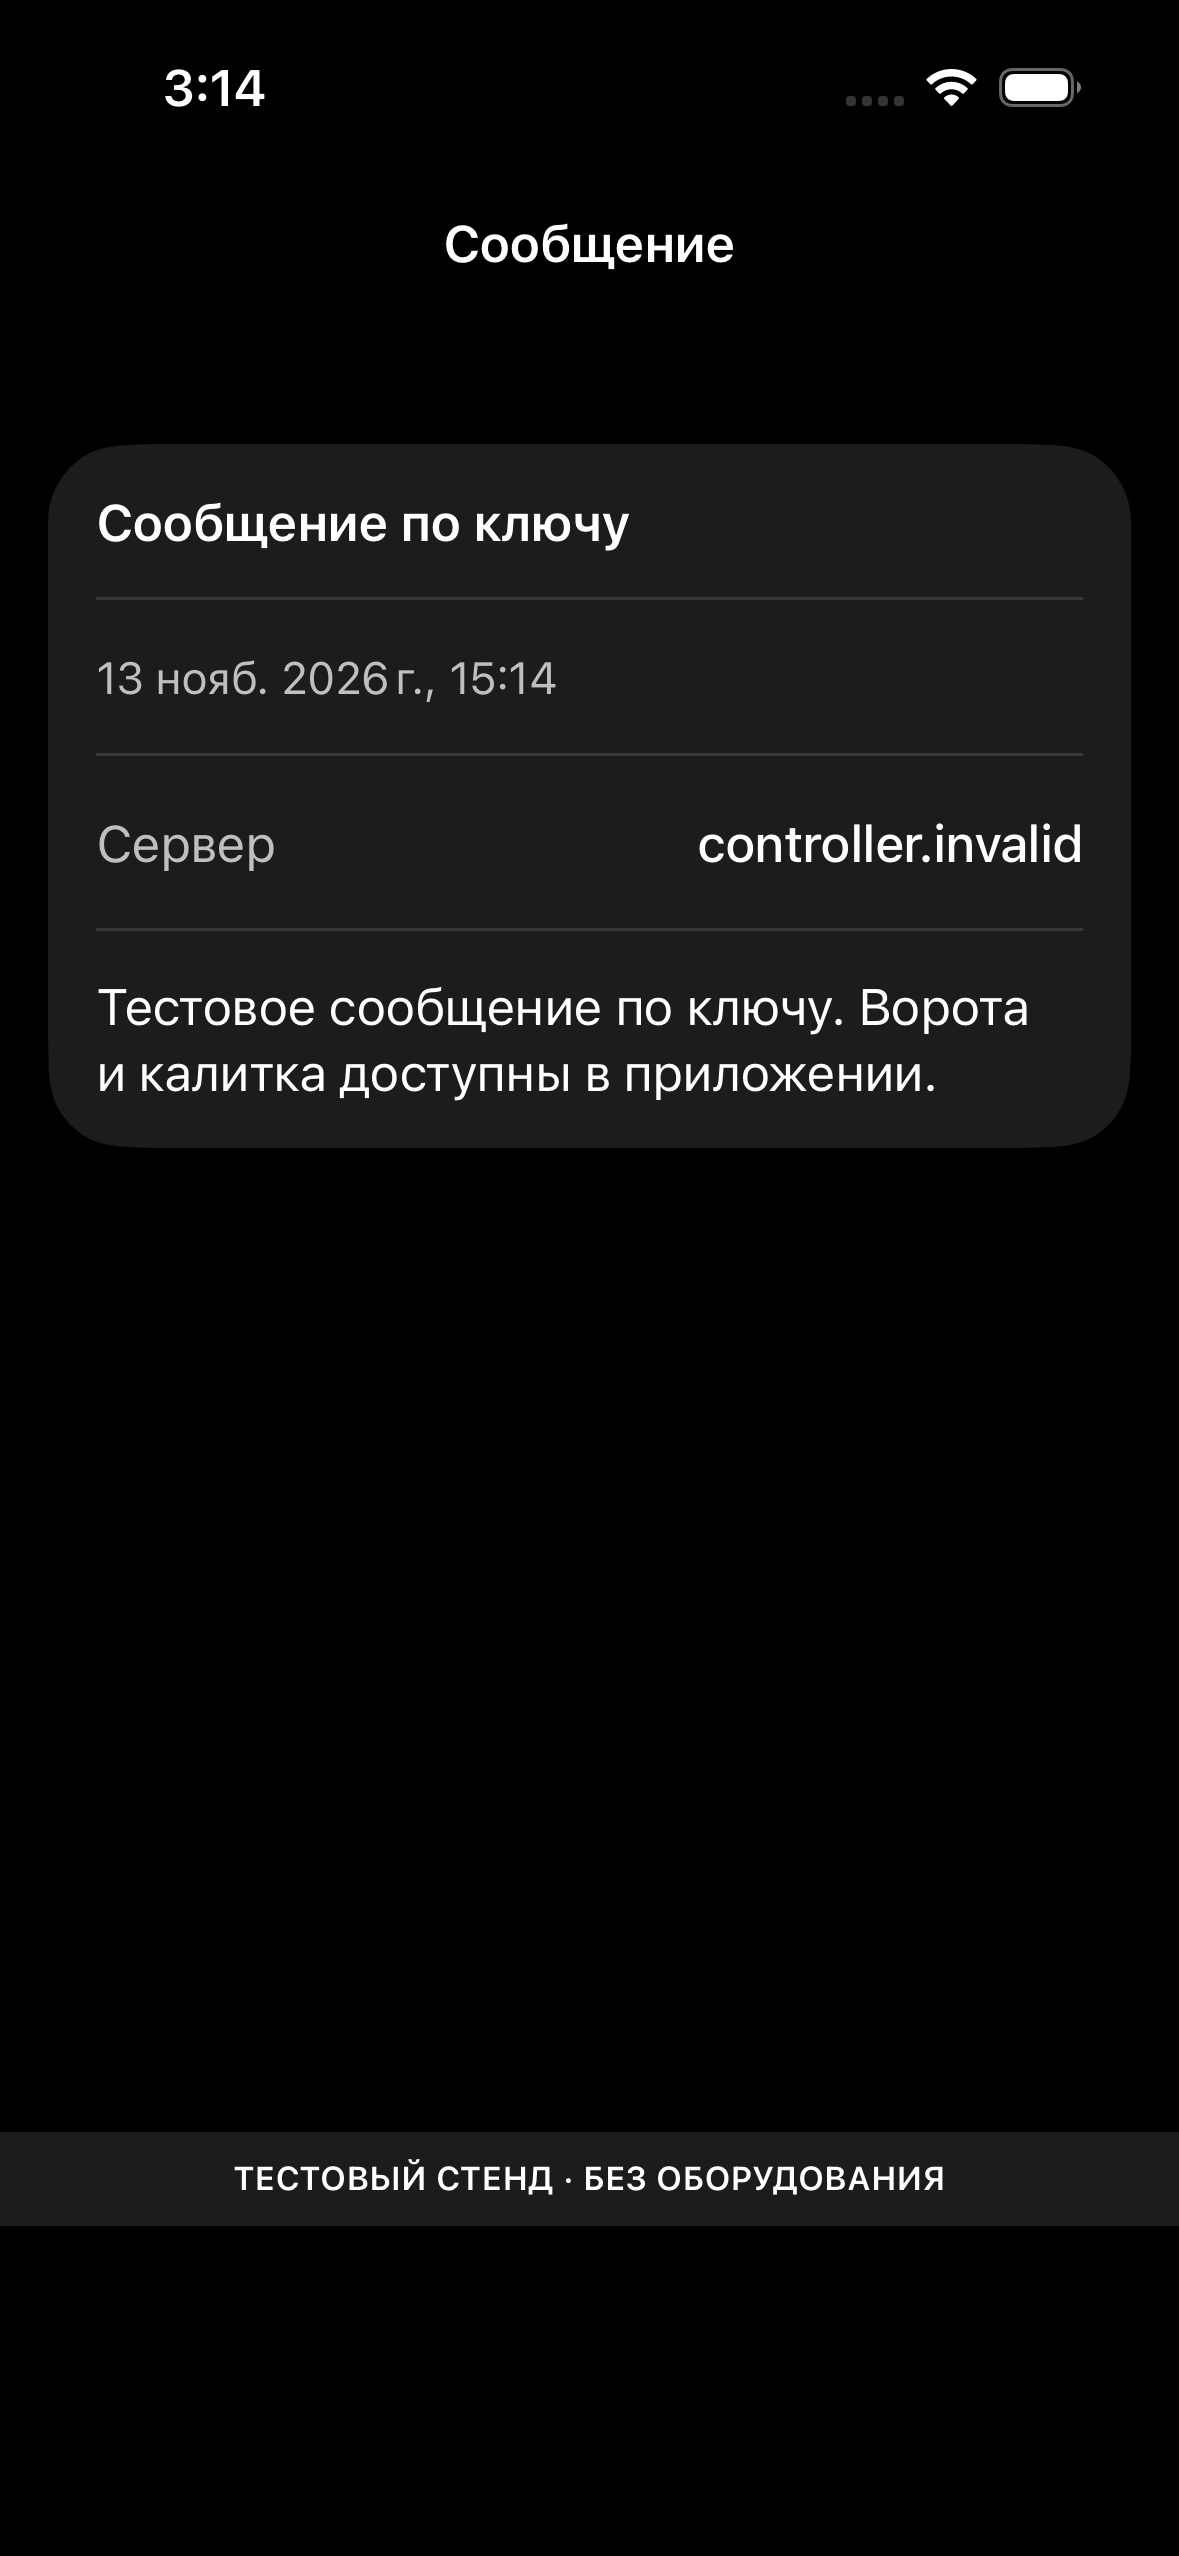 3:14
Сообщение
Сообщение по ключу
13 нояб. 2026 г., 15:14
Сервер controller.invalid
Тестовое сообщение по ключу. Ворота
и калитка доступны в приложении.
ТЕСТОВЫЙ СТЕНД · БЕЗ ОБОРУДОВАНИЯ